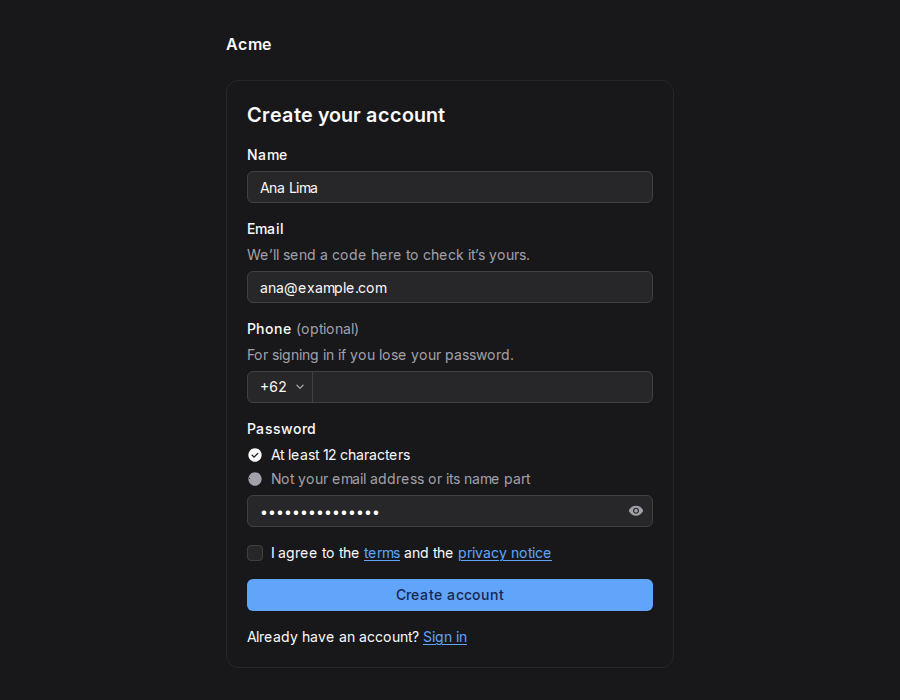 Acme
Create your account
Name
Ana Lima
Email
We’ll send a code here to check it’s yours.
ana@example.com
Phone (optional)
For signing in if you lose your password.
+62
Password
At least 12 characters
Not your email address or its name part
•••••••••••••••
I agree to the terms and the privacy notice
Create account
Already have an account? Sign in